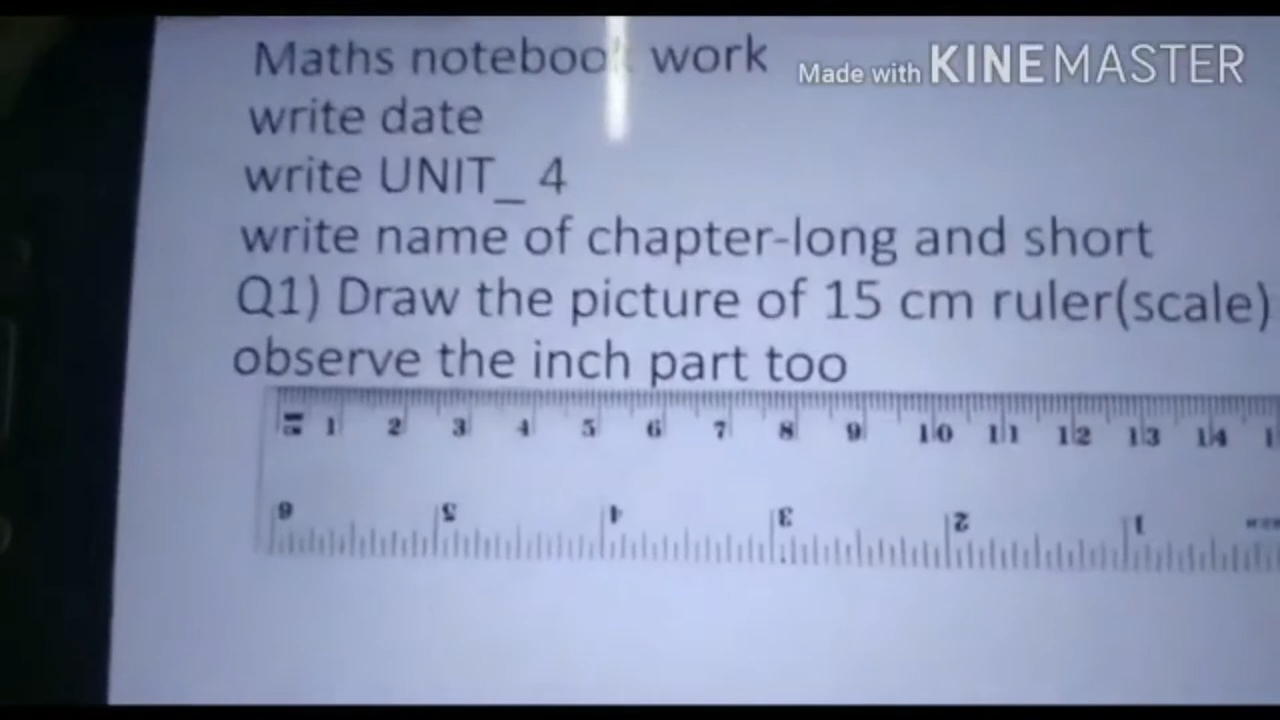 Maths notebook work
Made with KINEMASTER
write date
write UNIT_ 4
write name of chapter-long and short
Q1) Draw the picture of 15 cm ruler(scale)
observe the inch part too
1 2 3 4 5 6 7 8 9 10 11 12 13 14
6 5 4 3 2 1